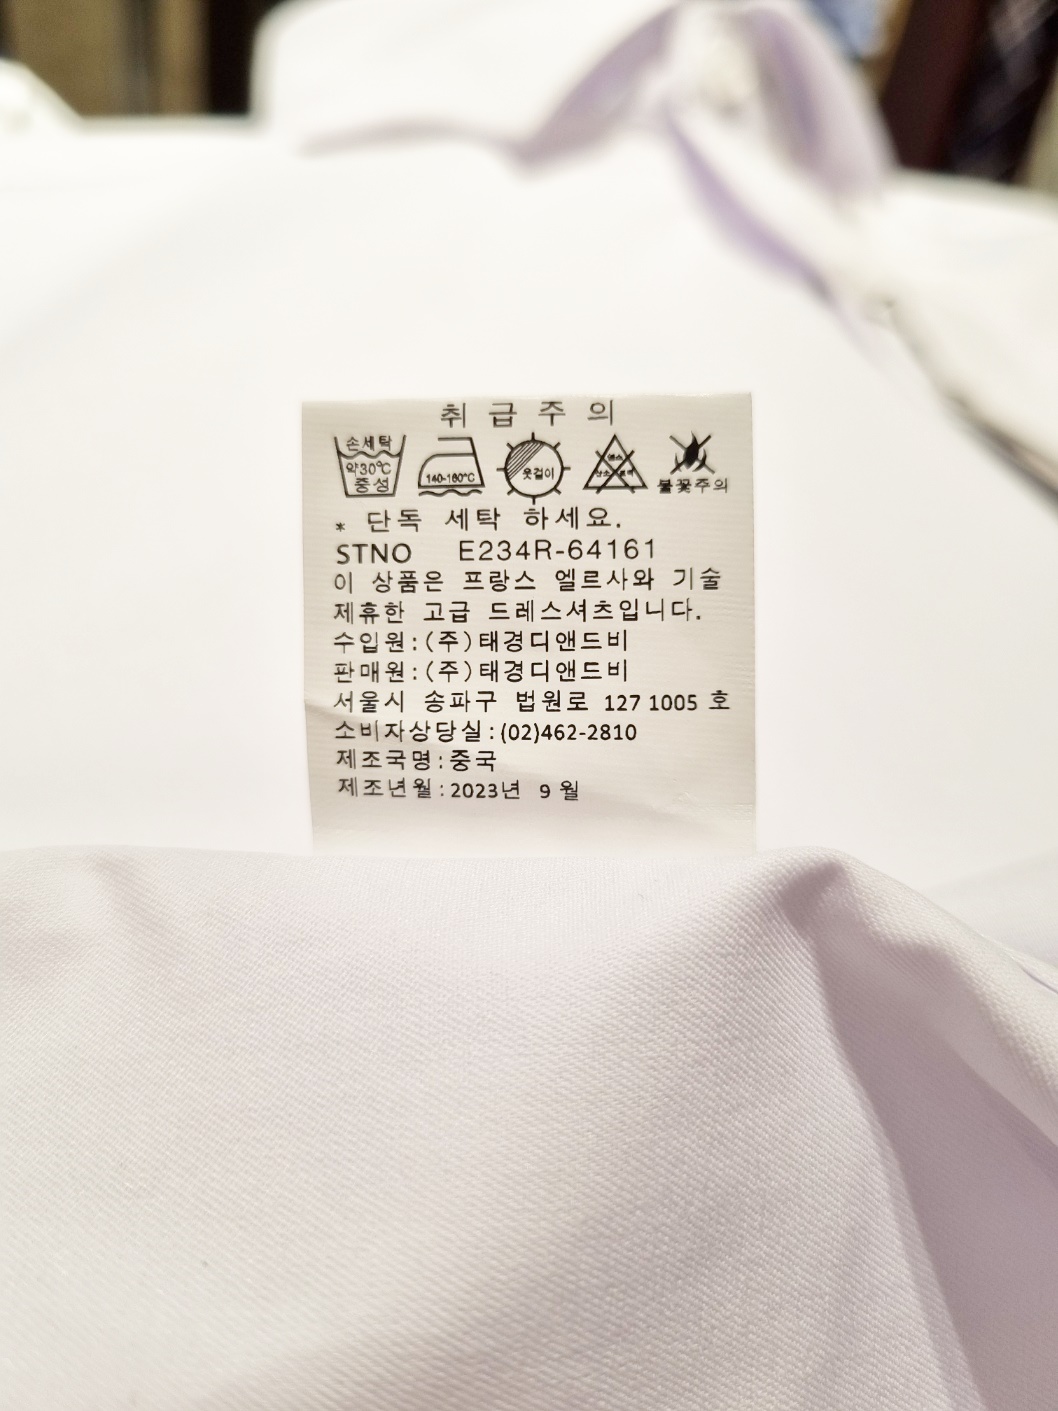 취급주의
손세탁
약30℃
중성
140-160℃
옷걸이
불꽃주의
* 단독 세탁 하세요.
STNO E234R-64161
이 상품은 프랑스 엘르사와 기술
제휴한 고급 드레스셔츠입니다.
수입원:(주)태경디앤드비
판매원:(주)태경디앤드비
서울시 송파구 법원로 127 1005 호
소비자상담실:(02)462-2810
제조국명:중국
제조년월:2023년 9 월